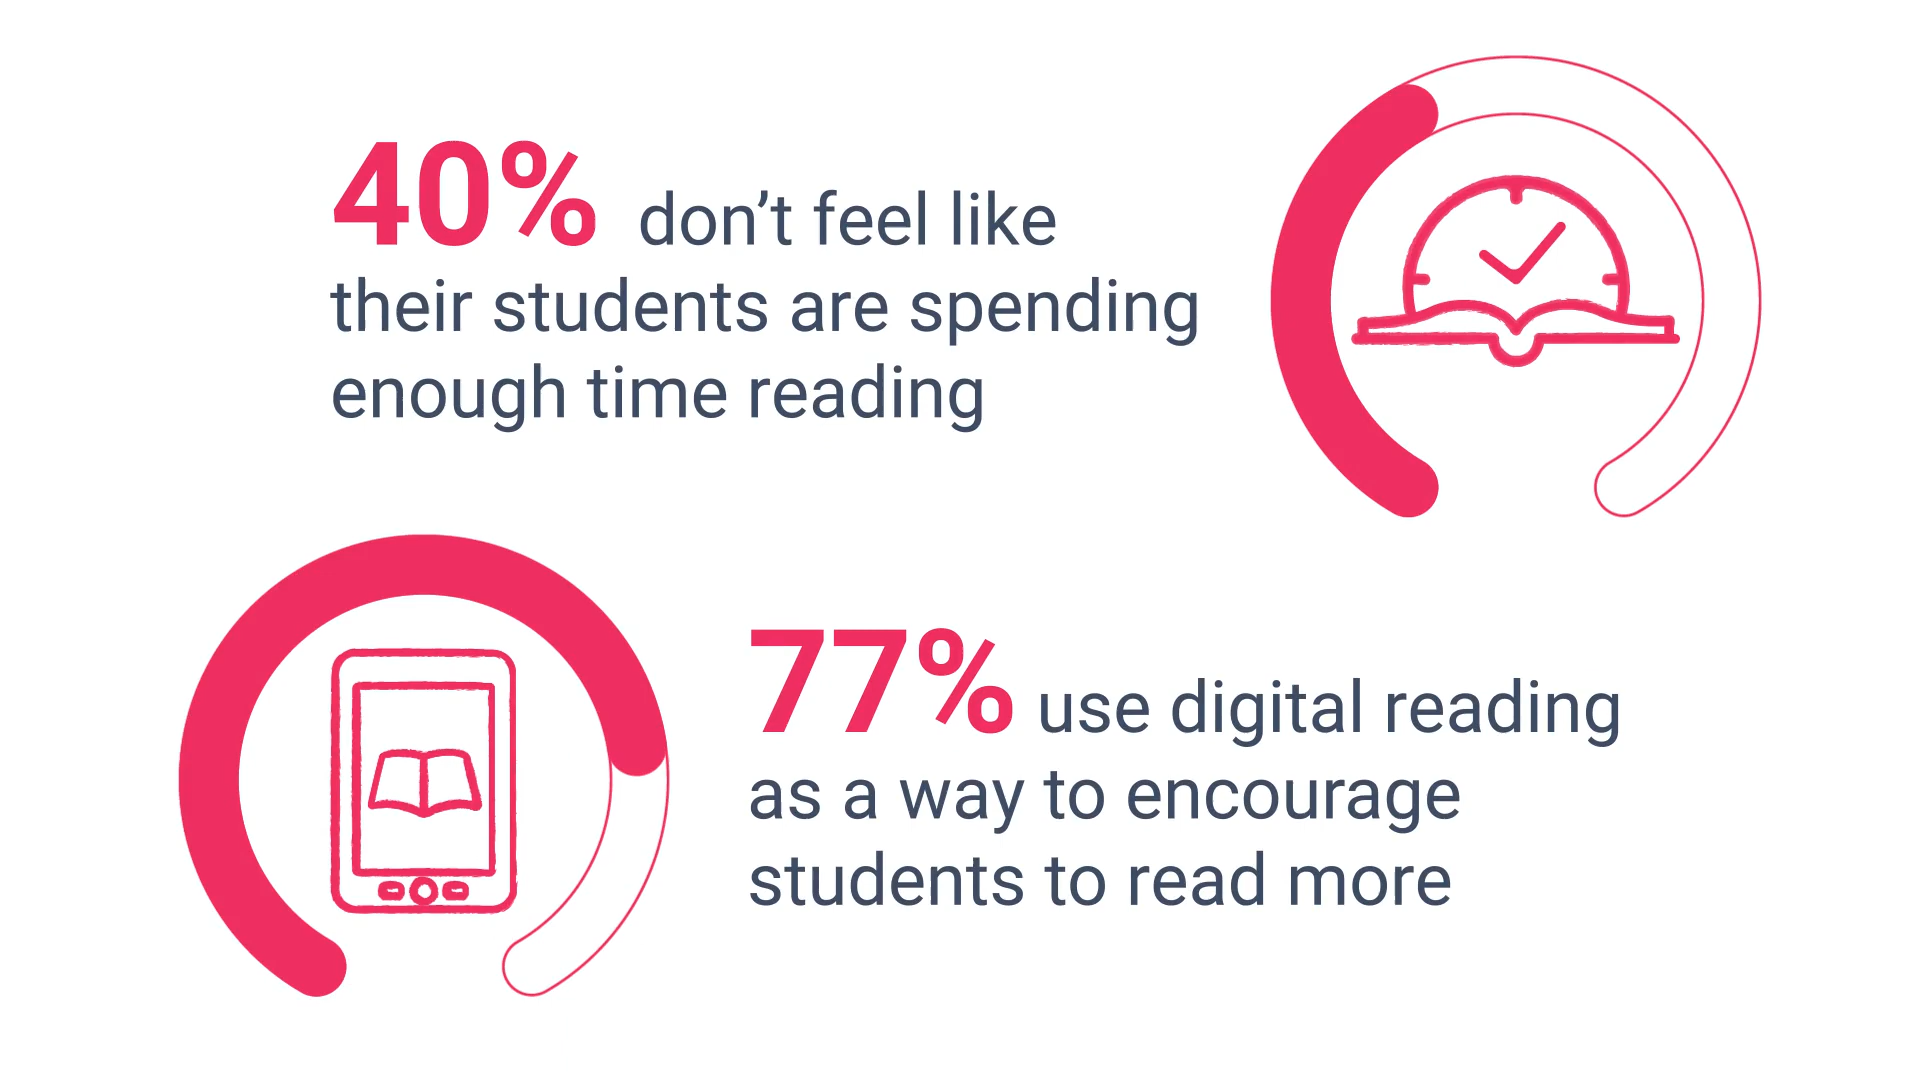 40% don’t feel like
their students are spending
enough time reading
77% use digital reading
as a way to encourage
students to read more